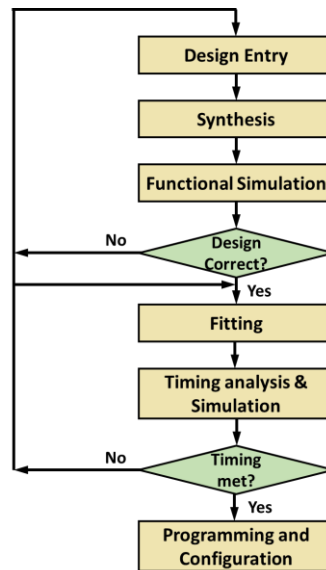 Design Entry
Synthesis
Functional Simulation
No
Design
Correct?
Yes
Fitting
Timing analysis &
Simulation
No
Timing
met?
Yes
Programming and
Configuration